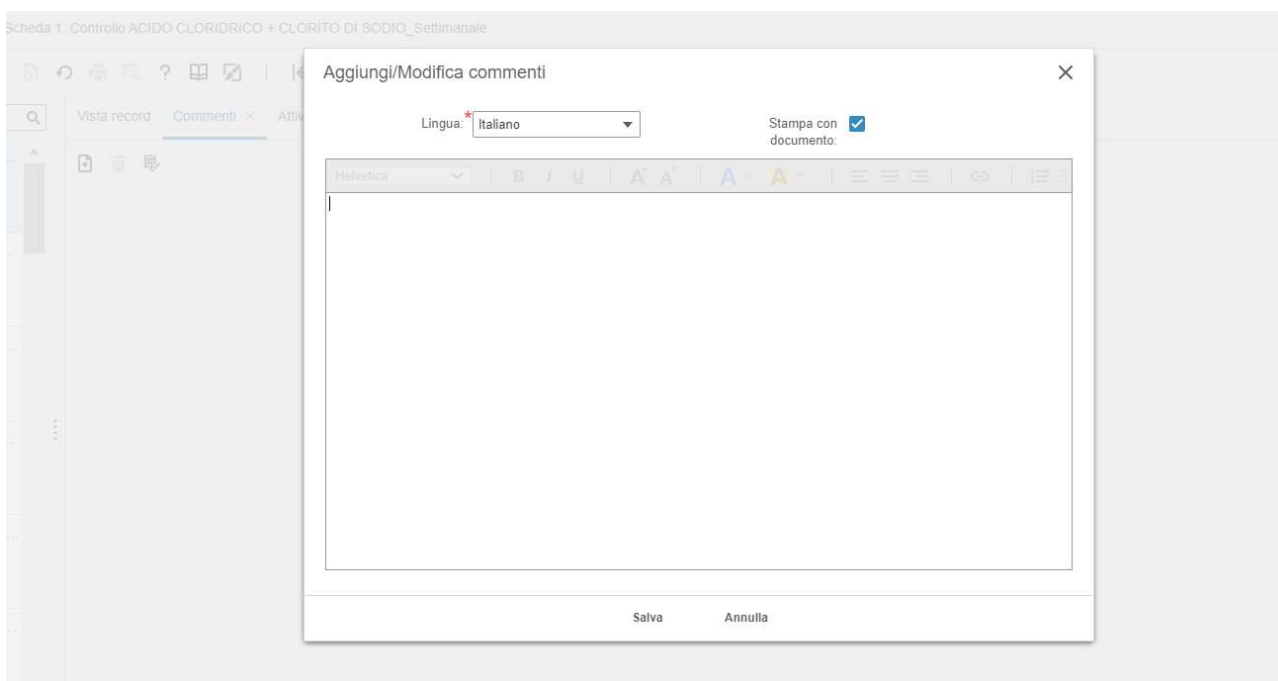 Scheda 1: Controllo ACIDO CLORIDRICO + CLORITO DI SODIO_Settimanale
Aggiungi/Modifica commenti
Vista record Commenti
Lingua:* Italiano
Stampa con
documento:
Helvetica B I U A A A A
Salva Annulla